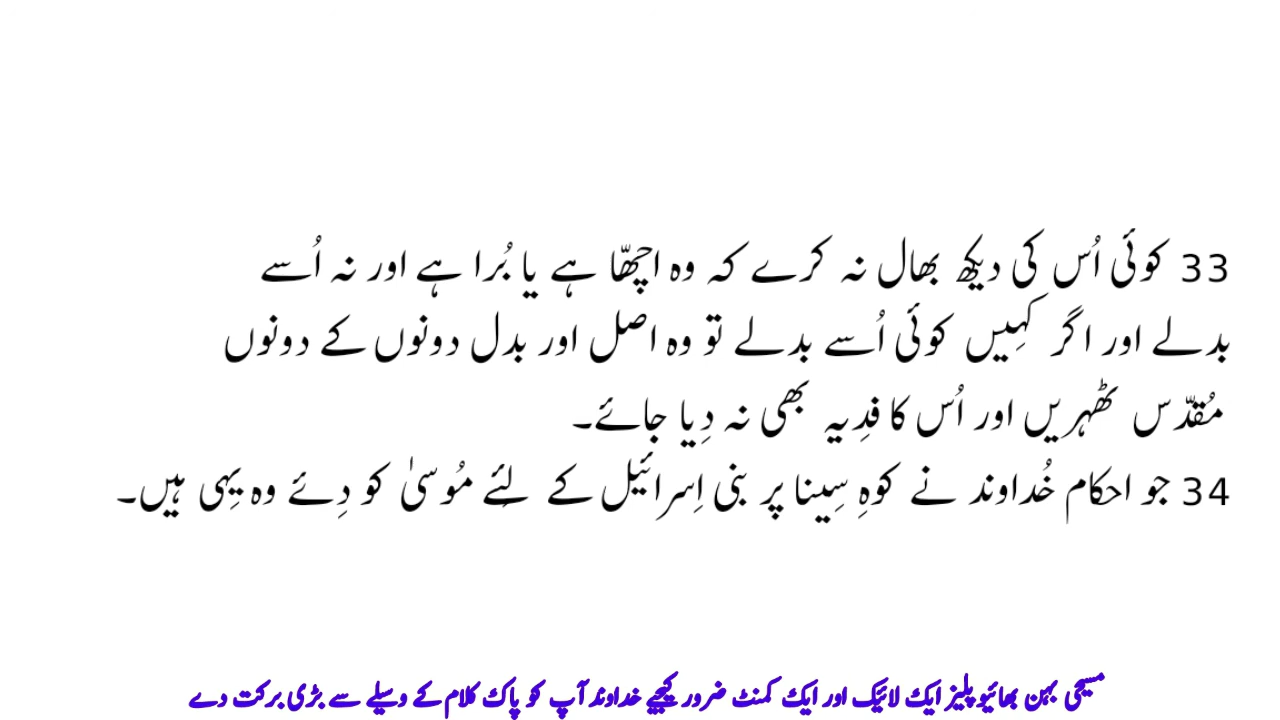 33 کوئی اُس کی دیکھ بھال نہ کرے کہ وہ اچھّا ہے یا بُرا ہے اور نہ اُسے
بدلے اور اگر کہِیں کوئی اُسے بدلے تو وہ اصل اور بدل دونوں کے دونوں
مُقدّس ٹھہریں اور اُس کا فدِیہ بھی نہ دِیا جائے۔
34 جو احکام خُداوند نے کوہِ سِینا پر بنی اِسرائیل کے لِئے مُوسیٰ کو دِئے وہ یِہی ہیں۔
مسیحی بہن بھائیو پلیز ایک لائیک اور ایک کمنٹ ضرور کیجیے خداوند آپ کو پاک کلام کے وسیلے سے بڑی برکت دے